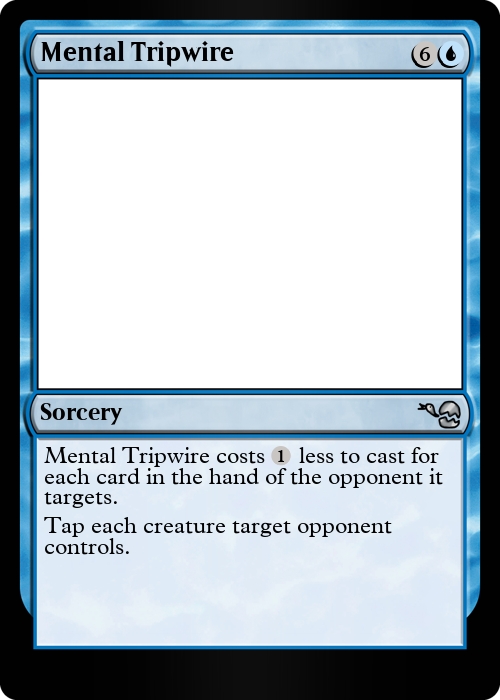 Mental Tripwire 6
Sorcery
Mental Tripwire costs 1 less to cast for
each card in the hand of the opponent it
targets.
Tap each creature target opponent
controls.